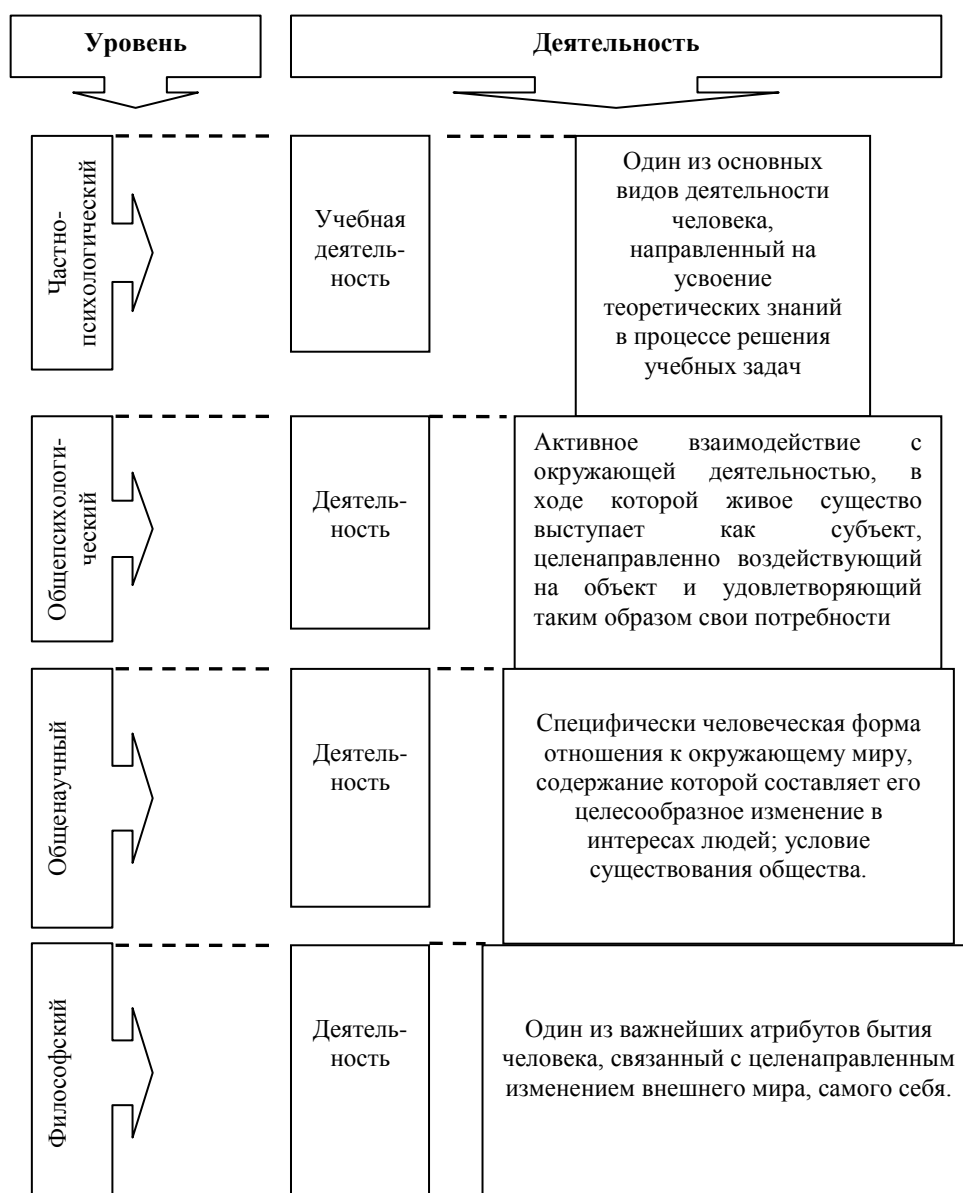 Уровень
Деятельность
Частно-
психологический
Учебная
деятель-
ность
Один из основных
видов деятельности
человека,
направленный на
усвоение
теоретических знаний
в процессе решения
учебных задач
Общепсихологи-
ческий
Деятель-
ность
Активное взаимодействие с
окружающей деятельностью, в
ходе которой живое существо
выступает как субъект,
целенаправленно воздействующий
на объект и удовлетворяющий
таким образом свои потребности
Общенаучный
Деятель-
ность
Специфически человеческая форма
отношения к окружающему миру,
содержание которой составляет его
целесообразное изменение в
интересах людей; условие
существования общества.
Философский
Деятель-
ность
Один из важнейших атрибутов бытия
человека, связанный с целенаправленным
изменением внешнего мира, самого себя.